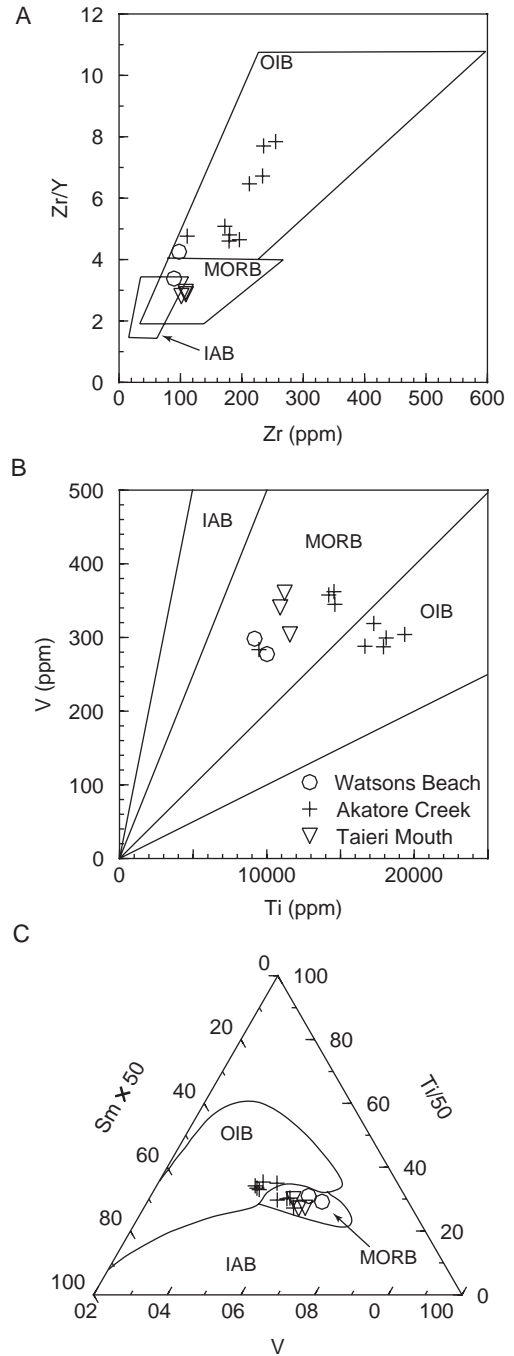 A
12
OIB
10
8
Zr/Y
6
4
MORB
2
IAB
0
0 100 200 300 400 500 600
Zr (ppm)
B
500
IAB
MORB
400
OIB
300
V (ppm)
200
100
Watsons Beach
Akatore Creek
Taieri Mouth
0
0 10000 20000
Ti (ppm)
C
0 100
20 80
Sm × 50
Ti/50
40 60
OIB
60 40
80 20
MORB
IAB
100 0
02 04 06 08 0 100
V